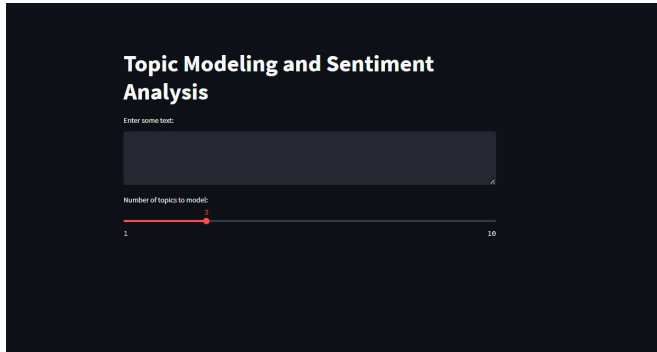 Topic Modeling and Sentiment
Analysis
Enter some text:
Number of topics to model:
3
1 10